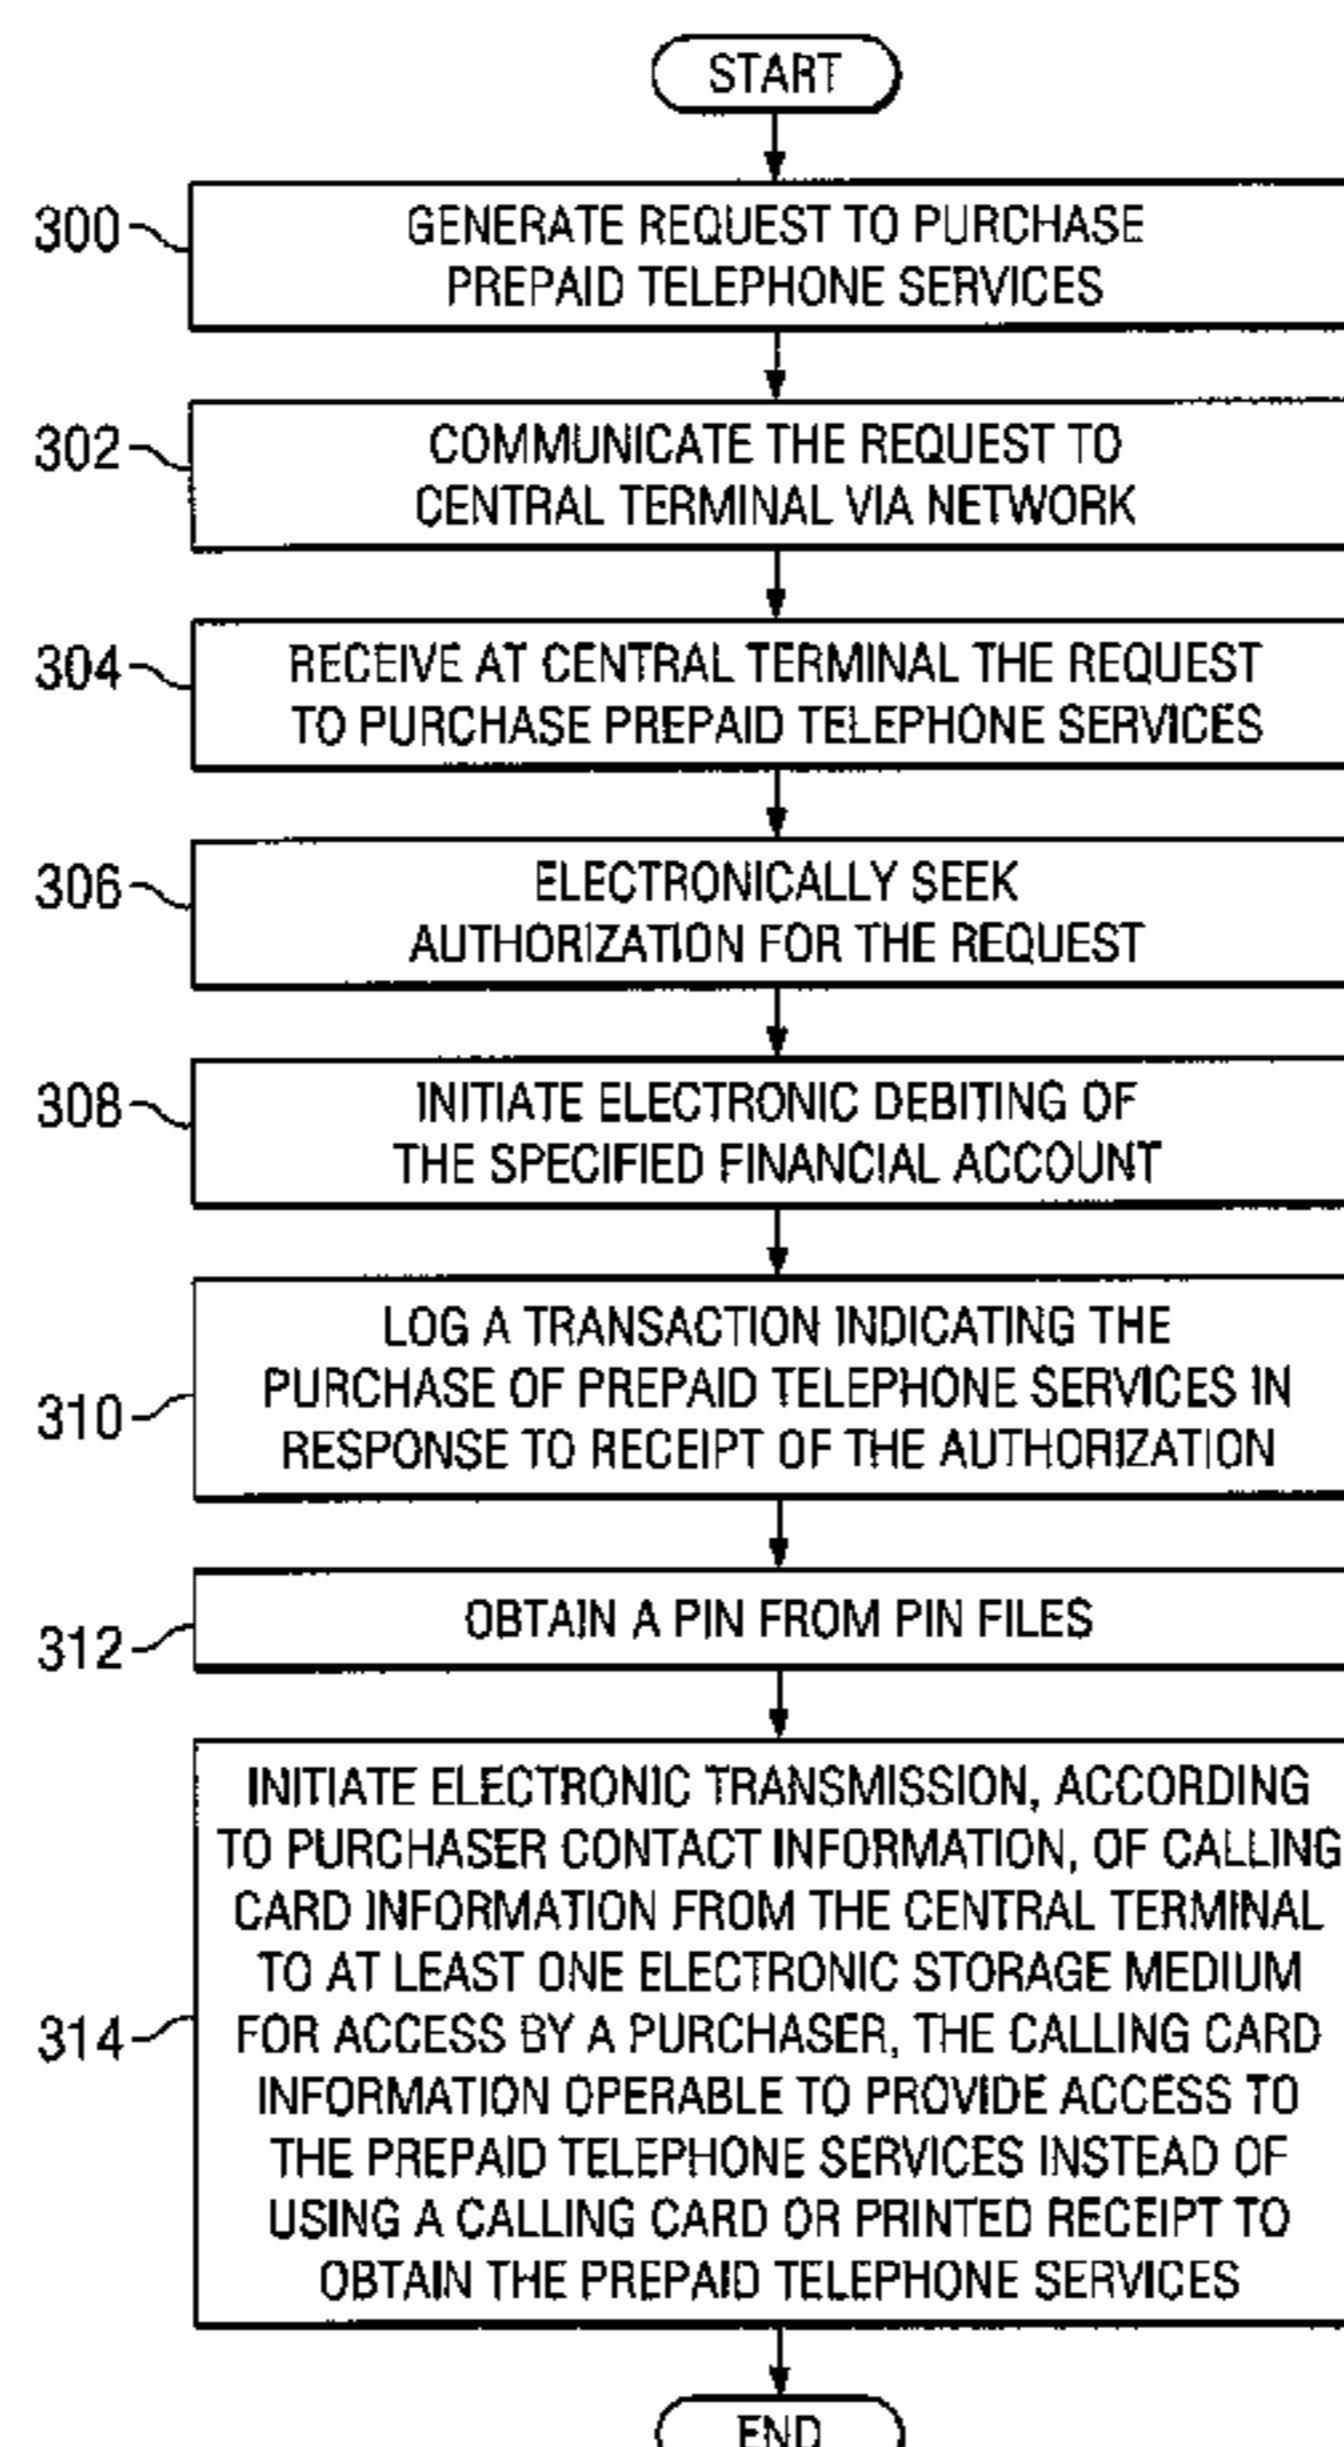 START
300
GENERATE REQUEST TO PURCHASE
PREPAID TELEPHONE SERVICES
302
COMMUNICATE THE REQUEST TO
CENTRAL TERMINAL VIA NETWORK
304
RECEIVE AT CENTRAL TERMINAL THE REQUEST
TO PURCHASE PREPAID TELEPHONE SERVICES
306
ELECTRONICALLY SEEK
AUTHORIZATION FOR THE REQUEST
308
INITIATE ELECTRONIC DEBITING OF
THE SPECIFIED FINANCIAL ACCOUNT
310
LOG A TRANSACTION INDICATING THE
PURCHASE OF PREPAID TELEPHONE SERVICES IN
RESPONSE TO RECEIPT OF THE AUTHORIZATION
312
OBTAIN A PIN FROM PIN FILES
314
INITIATE ELECTRONIC TRANSMISSION, ACCORDING
TO PURCHASER CONTACT INFORMATION, OF CALLING
CARD INFORMATION FROM THE CENTRAL TERMINAL
TO AT LEAST ONE ELECTRONIC STORAGE MEDIUM
FOR ACCESS BY A PURCHASER, THE CALLING CARD
INFORMATION OPERABLE TO PROVIDE ACCESS TO
THE PREPAID TELEPHONE SERVICES INSTEAD OF
USING A CALLING CARD OR PRINTED RECEIPT TO
OBTAIN THE PREPAID TELEPHONE SERVICES
END